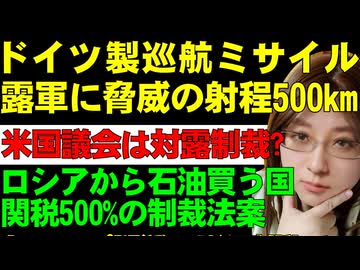 ドイツ製巡航ミサイル
露軍に脅威の射程500km
米国議会は対露制裁?
ロシアから石油買う国
関税500%の制裁法案